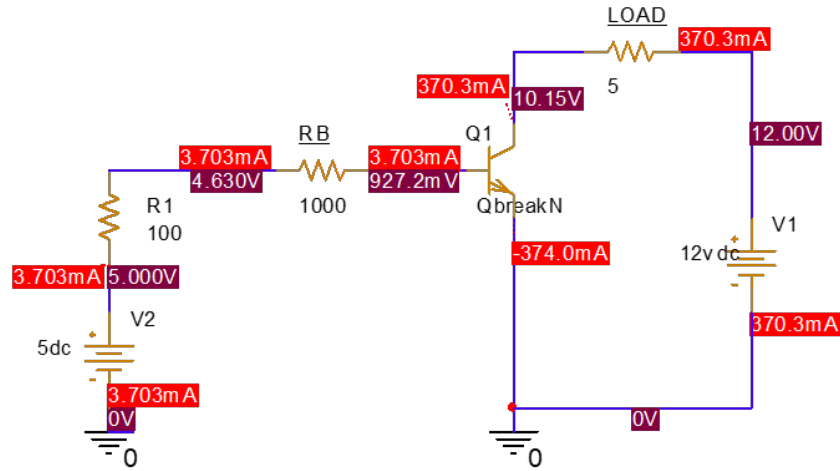 LOAD
370.3mA
370.3mA
5
10.15V
12.00V
RB
Q1
3.703mA
3.703mA
4.630V
927.2mV
R1
1000
QbreakN
100
V1
-374.0mA
12vdc
3.703mA
5.000V
V2
370.3mA
5dc
3.703mA
0V
0V
0
0